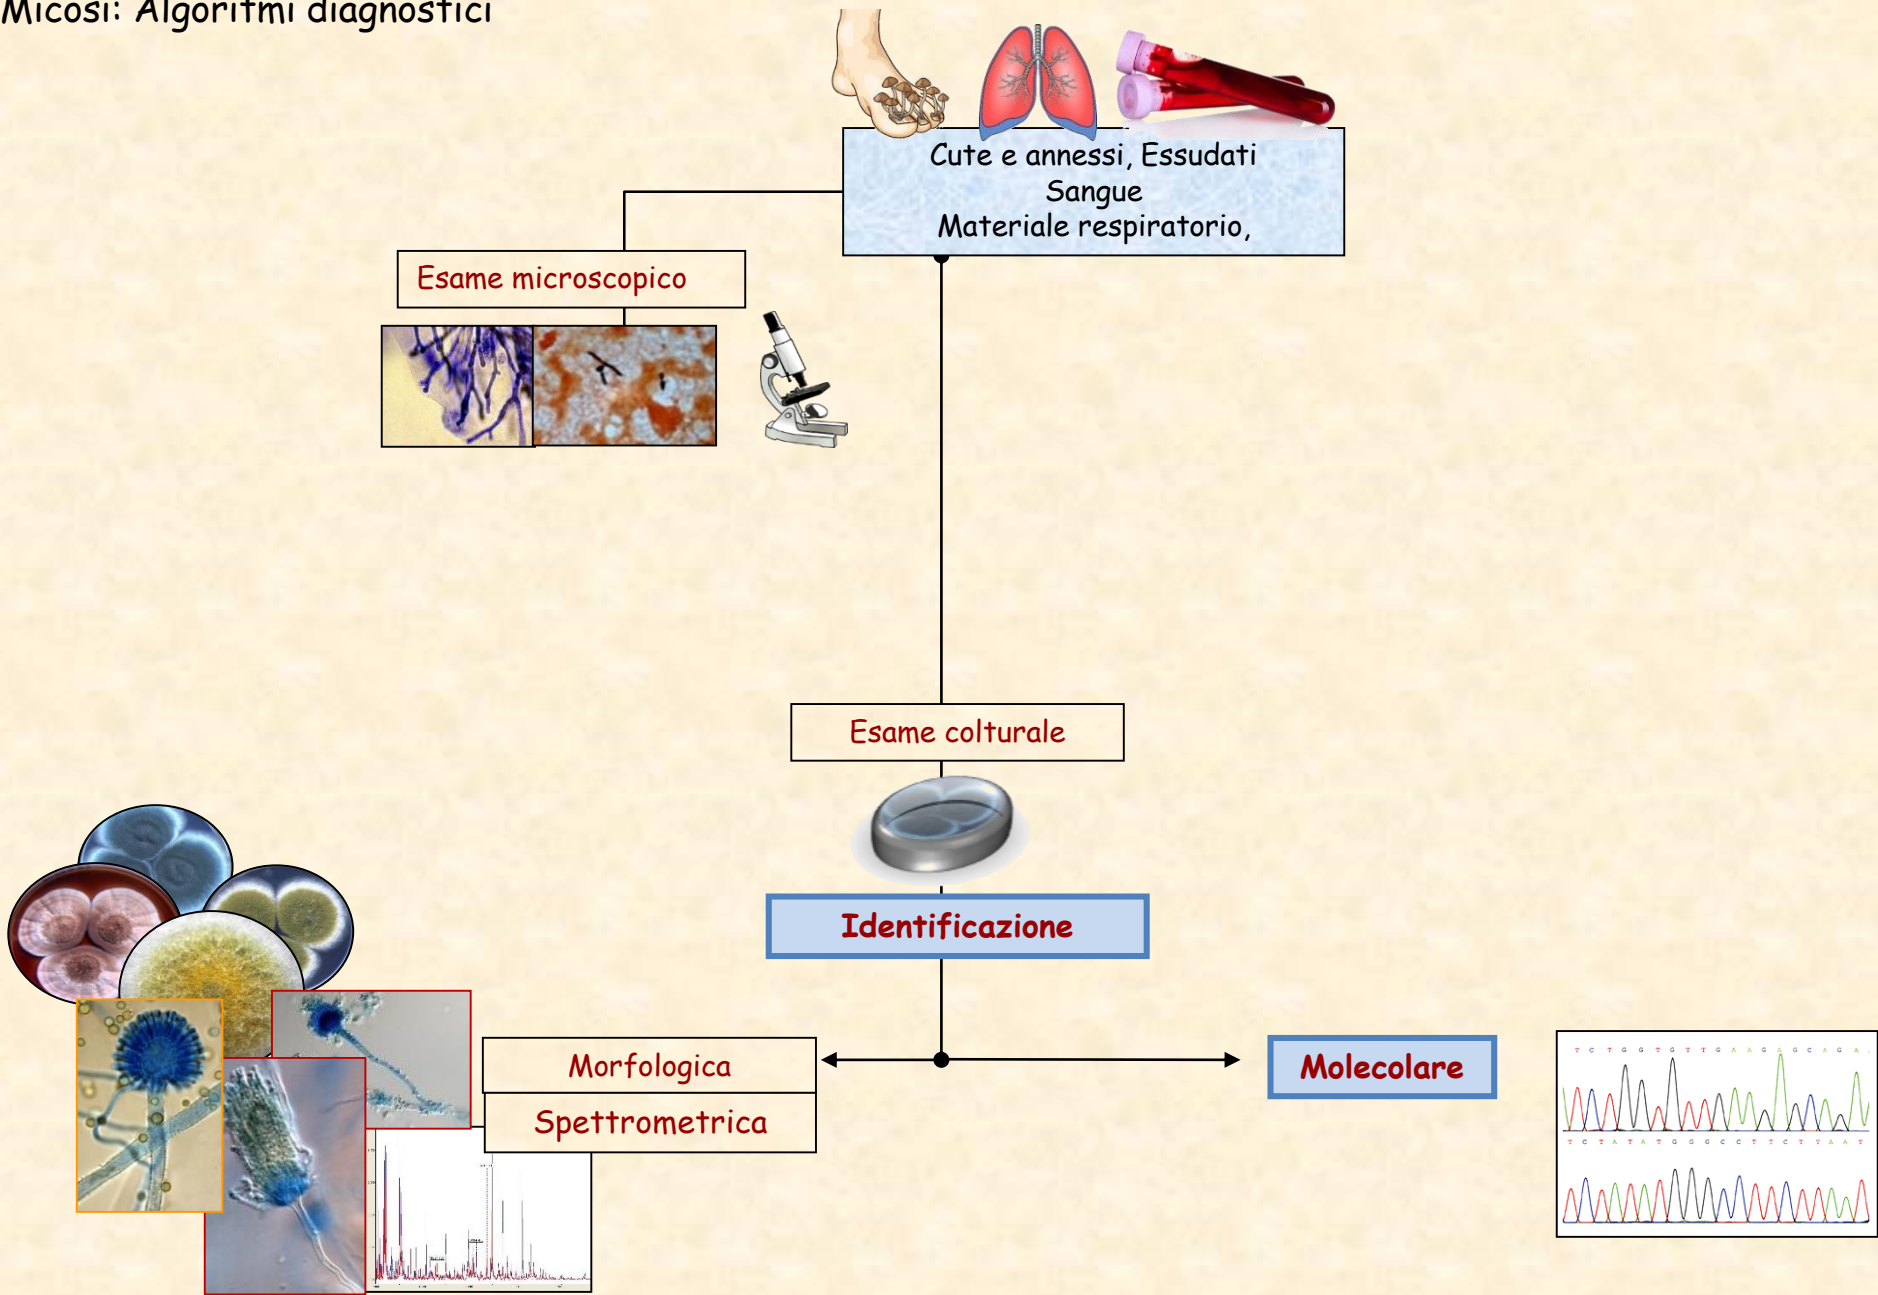 Micosi: Algoritmi diagnostici
Cute e annessi, Essudati
Sangue
Materiale respiratorio,
Esame microscopico
Esame colturale
Identificazione
Morfologica
Spettrometrica
Molecolare
T C T G G T G T T G A A G A G C A G A
T C T A T A T G G G C C T T C T T A A T